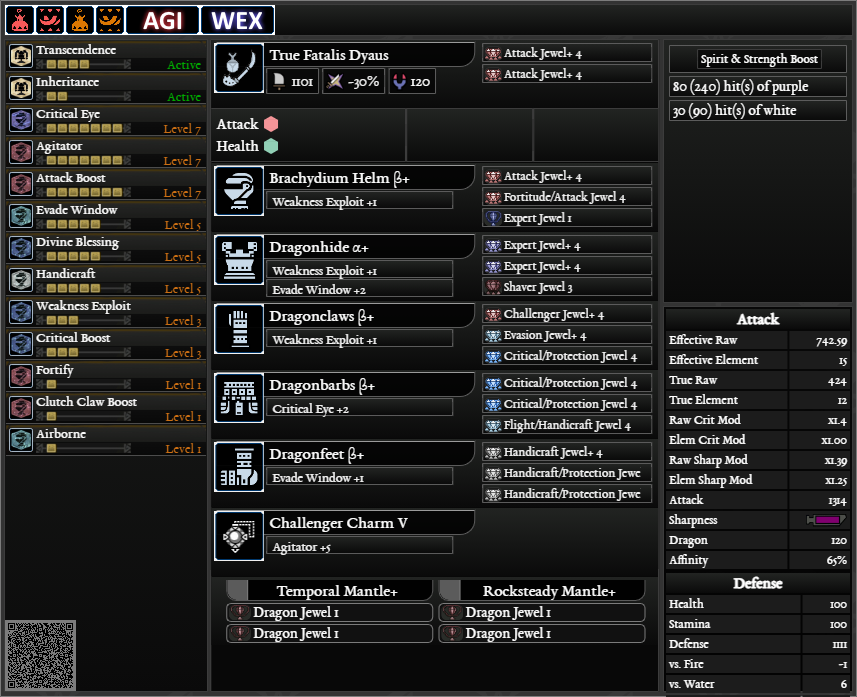 AGI WEX
Transcendence
Active
Inheritance
Active
Critical Eye
Level 7
Agitator
Level 7
Attack Boost
Level 7
Evade Window
Level 5
Divine Blessing
Level 5
Handicraft
Level 5
Weakness Exploit
Level 3
Critical Boost
Level 3
Fortify
Level 1
Clutch Claw Boost
Level 1
Airborne
Level 1
True Fatalis Dyaus
1101 -30% 120
Attack Jewel+ 4
Attack Jewel+ 4
Attack
Health
Brachydium Helm β+
Weakness Exploit +1
Attack Jewel+ 4
Fortitude/Attack Jewel 4
Expert Jewel 1
Dragonhide α+
Weakness Exploit +1
Evade Window +2
Expert Jewel+ 4
Expert Jewel+ 4
Shaver Jewel 3
Dragonclaws β+
Weakness Exploit +1
Challenger Jewel+ 4
Evasion Jewel+ 4
Critical/Protection Jewel 4
Dragonbarbs β+
Critical Eye +2
Critical/Protection Jewel 4
Critical/Protection Jewel 4
Flight/Handicraft Jewel 4
Dragonfeet β+
Evade Window +1
Handicraft Jewel+ 4
Handicraft/Protection Jewe
Handicraft/Protection Jewe
Challenger Charm V
Agitator +5
Temporal Mantle+
Dragon Jewel 1
Dragon Jewel 1
Rocksteady Mantle+
Dragon Jewel 1
Dragon Jewel 1
Spirit & Strength Boost
80 (240) hit(s) of purple
30 (90) hit(s) of white
Attack
Effective Raw 742.59
Effective Element 15
True Raw 424
True Element 12
Raw Crit Mod x1.4
Elem Crit Mod x1.00
Raw Sharp Mod x1.39
Elem Sharp Mod x1.25
Attack 1314
Sharpness
Dragon 120
Affinity 65%
Defense
Health 100
Stamina 100
Defense 1111
vs. Fire -1
vs. Water 6